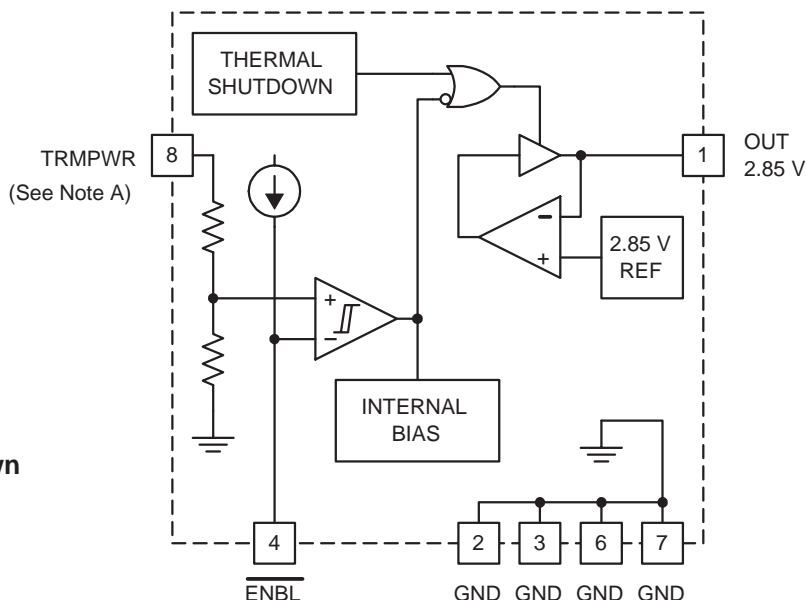 THERMAL
SHUTDOWN
TRMPWR
(See Note A)
8
1
OUT
2.85 V
2.85 V
REF
−
+
+
−
INTERNAL
BIAS
4
2
3
6
7
ENBL
GND GND GND GND